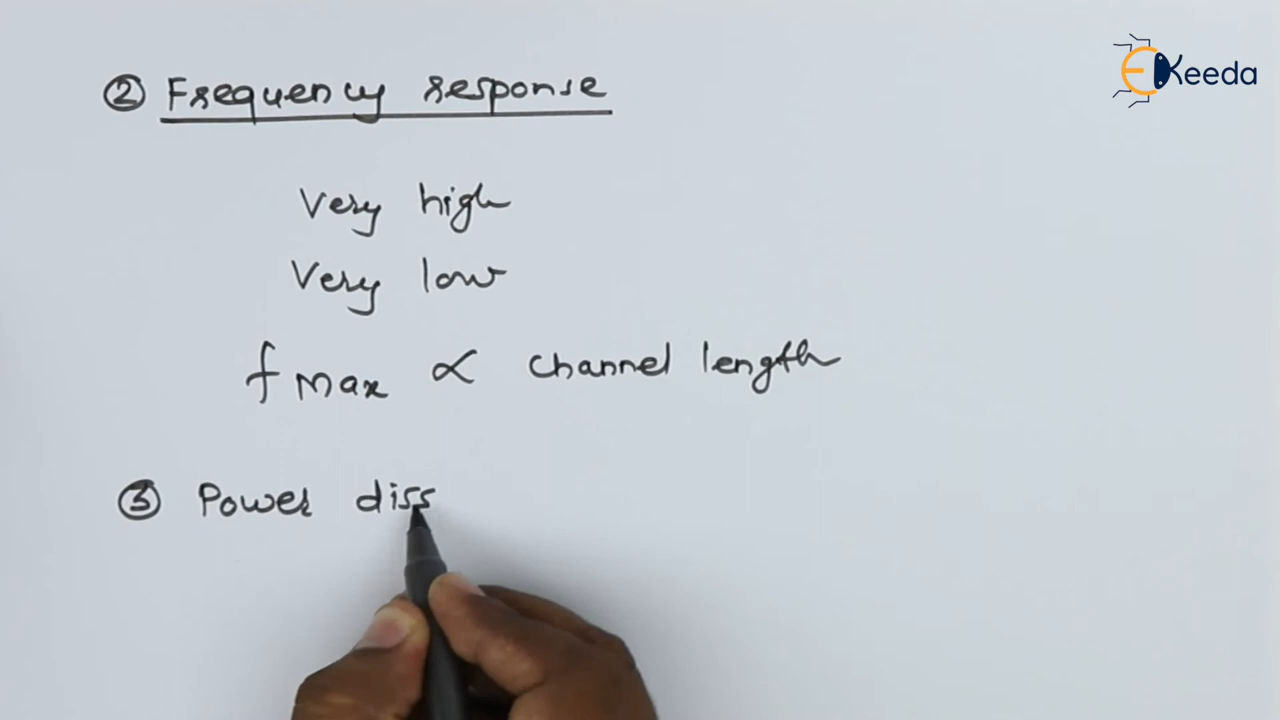 ② Frequency response
EKeeda
Very high
Very low
f max ∝ channel length
③ Power diss